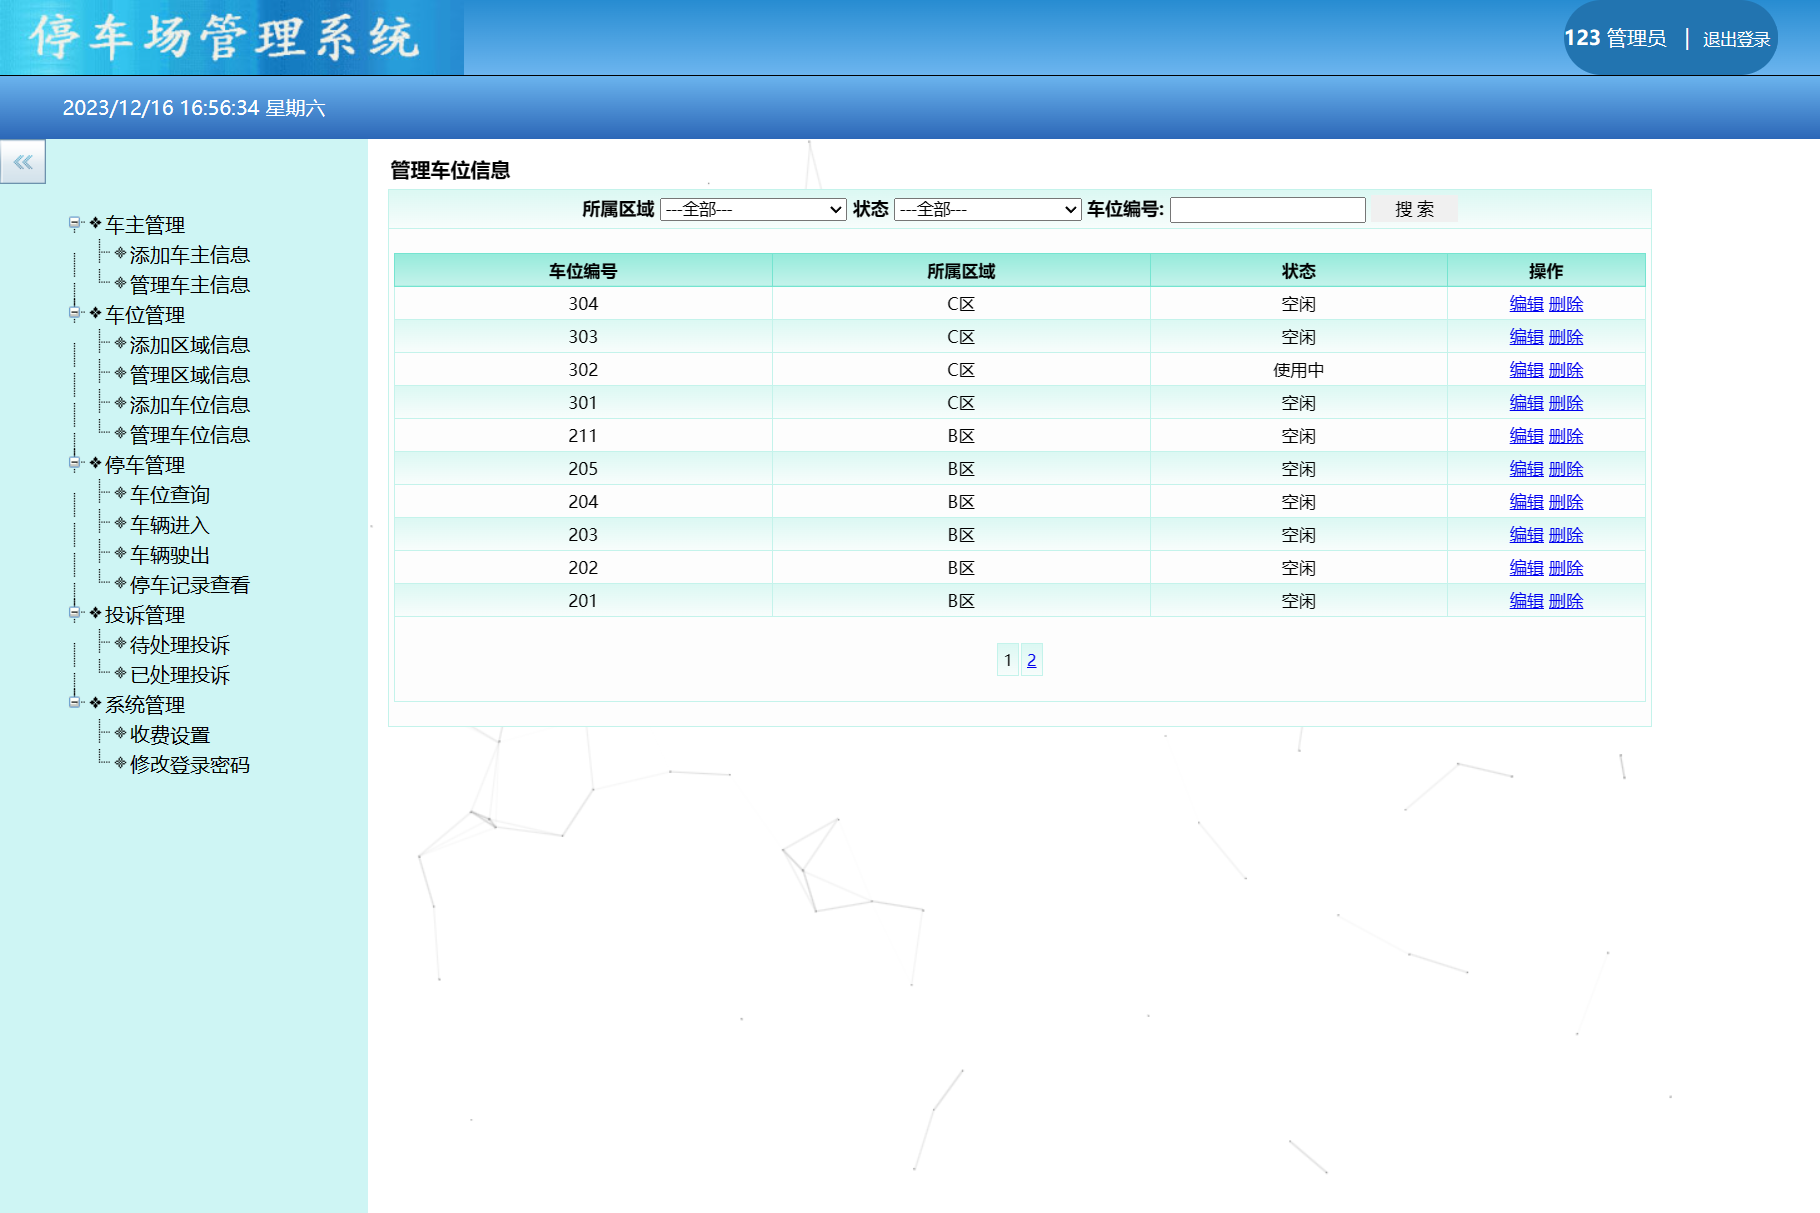 停车场管理系统
123 管理员 | 退出登录
2023/12/16 16:56:34 星期六
车主管理
添加车主信息
管理车主信息
车位管理
添加区域信息
管理区域信息
添加车位信息
管理车位信息
停车管理
车位查询
车辆进入
车辆驶出
停车记录查看
投诉管理
待处理投诉
已处理投诉
系统管理
收费设置
修改登录密码
管理车位信息
所属区域 ---全部--- 状态 ---全部--- 车位编号: 搜 索
车位编号 所属区域 状态 操作
304 C区 空闲 编辑 删除
303 C区 空闲 编辑 删除
302 C区 使用中 编辑 删除
301 C区 空闲 编辑 删除
211 B区 空闲 编辑 删除
205 B区 空闲 编辑 删除
204 B区 空闲 编辑 删除
203 B区 空闲 编辑 删除
202 B区 空闲 编辑 删除
201 B区 空闲 编辑 删除
1 2